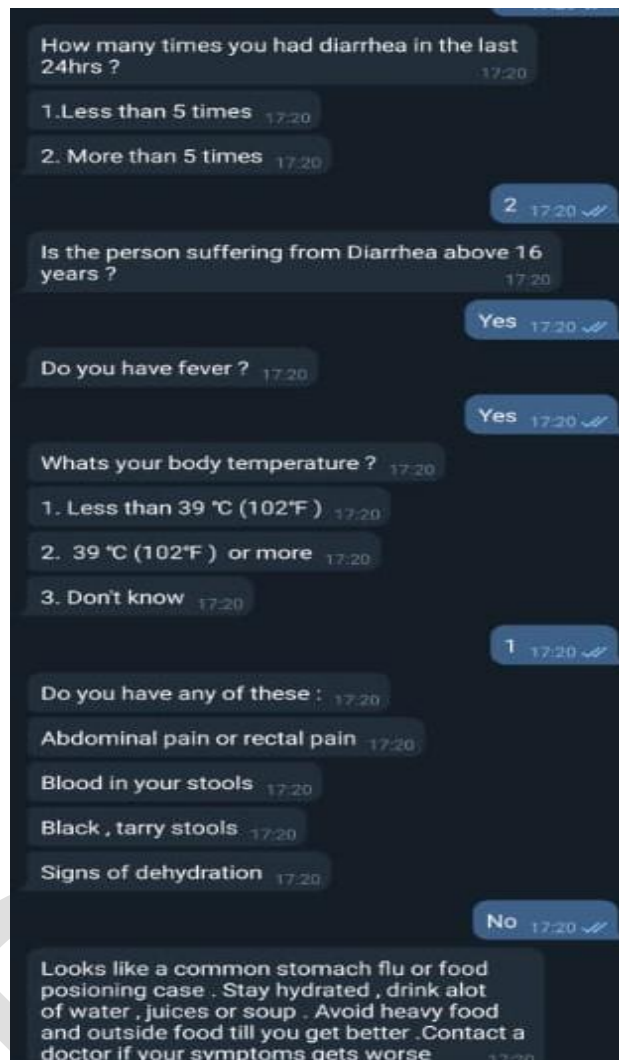 How many times you had diarrhea in the last
24hrs ?
17:20
1.Less than 5 times 17:20
2. More than 5 times 17:20
2 17:20
Is the person suffering from Diarrhea above 16
years ?
17:20
Yes 17:20
Do you have fever ? 17:20
Yes 17:20
Whats your body temperature ? 17:20
1. Less than 39 °C (102°F ) 17:20
2. 39 °C (102°F ) or more 17:20
3. Don't know 17:20
1 17:20
Do you have any of these : 17:20
Abdominal pain or rectal pain 17:20
Blood in your stools 17:20
Black , tarry stools 17:20
Signs of dehydration 17:20
No 17:20
Looks like a common stomach flu or food
posioning case . Stay hydrated , drink alot
of water , juices or soup . Avoid heavy food
and outside food till you get better .Contact a
doctor if your symptoms gets worse